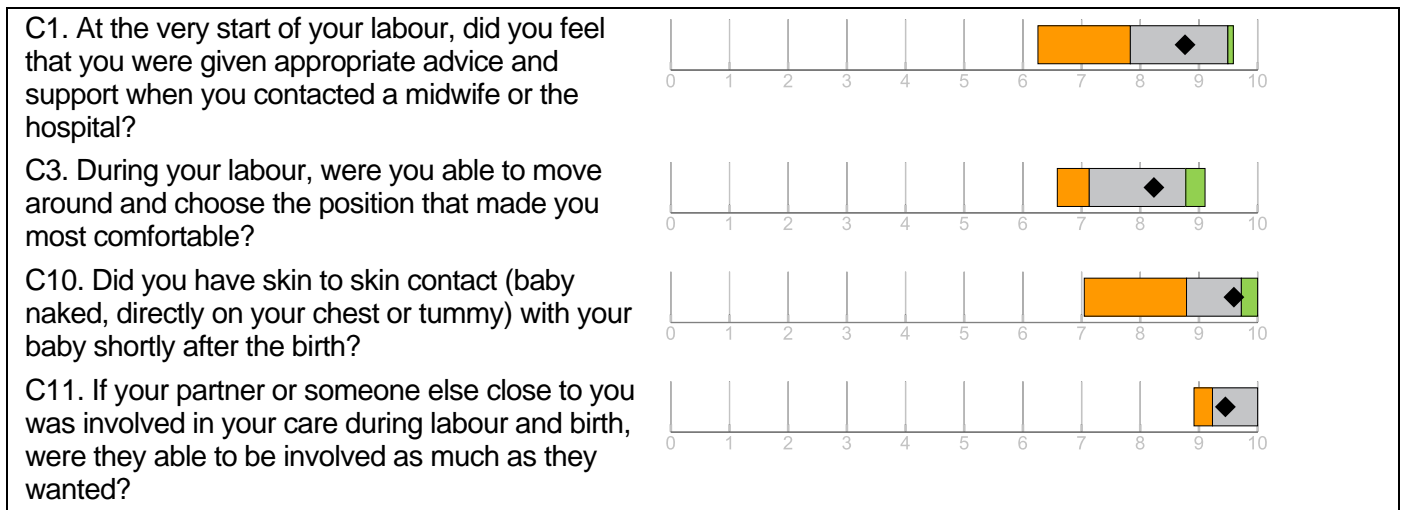 C1. At the very start of your labour, did you feel
that you were given appropriate advice and
support when you contacted a midwife or the
hospital?
0 1 2 3 4 5 6 7 8 9 10
C3. During your labour, were you able to move
around and choose the position that made you
most comfortable?
0 1 2 3 4 5 6 7 8 9 10
C10. Did you have skin to skin contact (baby
naked, directly on your chest or tummy) with your
baby shortly after the birth?
0 1 2 3 4 5 6 7 8 9 10
C11. If your partner or someone else close to you
was involved in your care during labour and birth,
were they able to be involved as much as they
wanted?
0 1 2 3 4 5 6 7 8 9 10